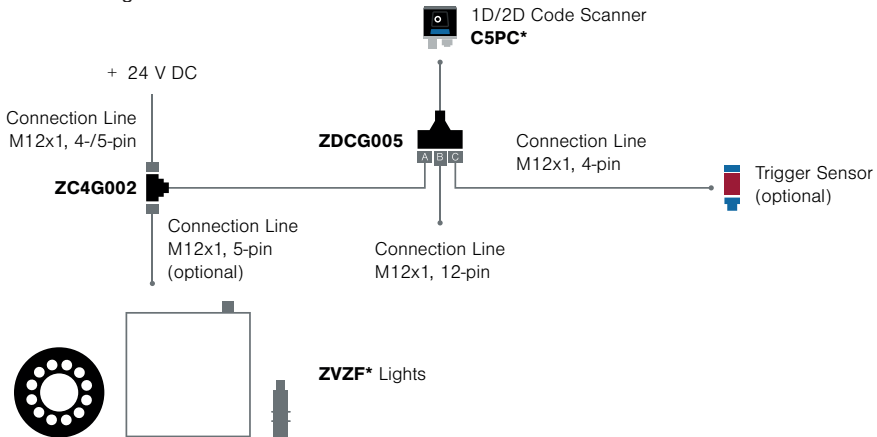 1D/2D Code Scanner
C5PC*
+ 24 V DC
Connection Line
M12x1, 4-/5-pin
ZDCG005
A B C
Connection Line
M12x1, 4-pin
ZC4G002
Trigger Sensor
(optional)
Connection Line
M12x1, 5-pin
(optional)
Connection Line
M12x1, 12-pin
ZVZF* Lights